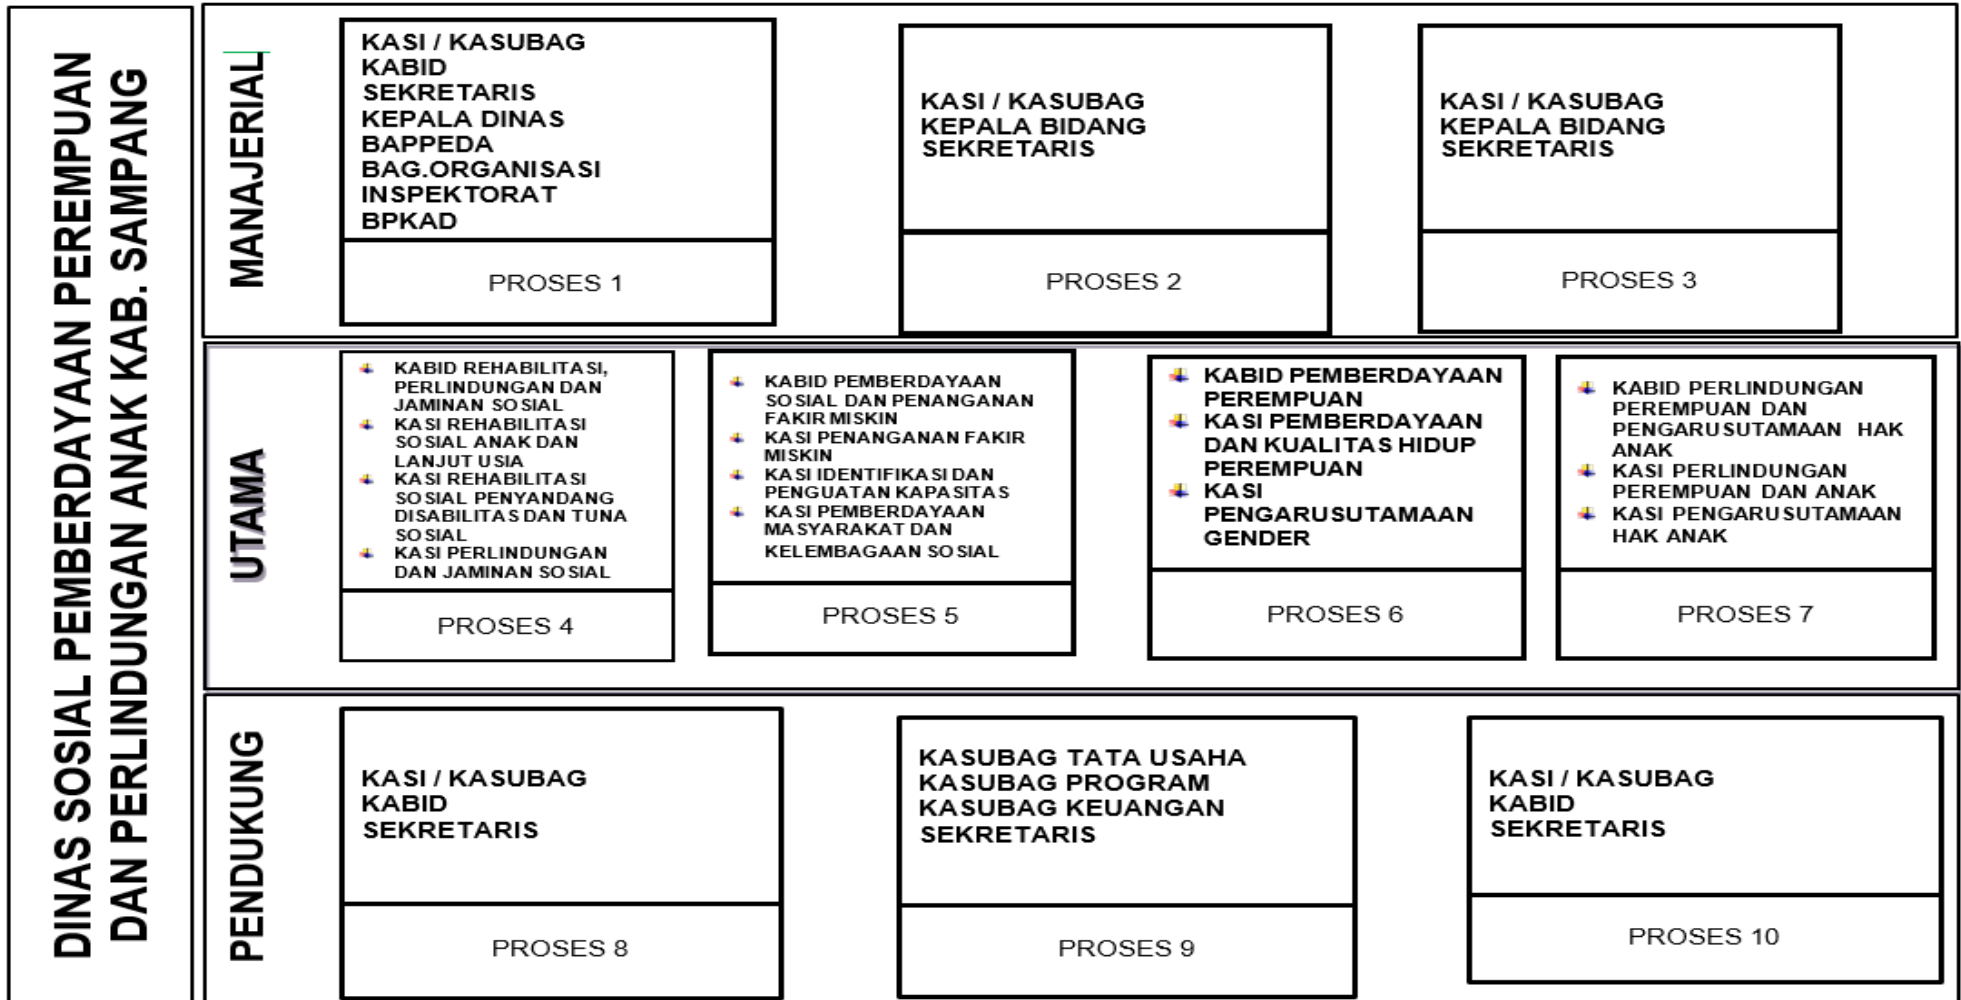 DINAS SOSIAL PEMBERDAYAAN PEREMPUAN
DAN PERLINDUNGAN ANAK KAB. SAMPANG
MANAJERIAL
KASI / KASUBAG
KABID
SEKRETARIS
KEPALA DINAS
BAPPEDA
BAG.ORGANISASI
INSPEKTORAT
BPKAD
PROSES 1
KASI / KASUBAG
KEPALA BIDANG
SEKRETARIS
PROSES 2
KASI / KASUBAG
KEPALA BIDANG
SEKRETARIS
PROSES 3
UTAMA
KABID REHABILITASI,
PERLINDUNGAN DAN
JAMINAN SOSIAL
KASI REHABILITASI
SOSIAL ANAK DAN
LANJUT USIA
KASI REHABILITASI
SOSIAL PENYANDANG
DISABILITAS DAN TUNA
SOSIAL
KASI PERLINDUNGAN
DAN JAMINAN SOSIAL
PROSES 4
KABID PEMBERDAYAAN
SOSIAL DAN PENANGANAN
FAKIR MISKIN
KASI PENANGANAN FAKIR
MISKIN
KASI IDENTIFIKASI DAN
PENGUATAN KAPASITAS
KASI PEMBERDAYAAN
MASYARAKAT DAN
KELEMBAGAAN SOSIAL
PROSES 5
KABID PEMBERDAYAAN
PEREMPUAN
KASI PEMBERDAYAAN
DAN KUALITAS HIDUP
PEREMPUAN
KASI
PENGARUSUTAMAAN
GENDER
PROSES 6
KABID PERLINDUNGAN
PEREMPUAN DAN
PENGARUSUTAMAAN HAK
ANAK
KASI PERLINDUNGAN
PEREMPUAN DAN ANAK
KASI PENGARUSUTAMAAN
HAK ANAK
PROSES 7
PENDUKUNG
KASI / KASUBAG
KABID
SEKRETARIS
PROSES 8
KASUBAG TATA USAHA
KASUBAG PROGRAM
KASUBAG KEUANGAN
SEKRETARIS
PROSES 9
KASI / KASUBAG
KABID
SEKRETARIS
PROSES 10